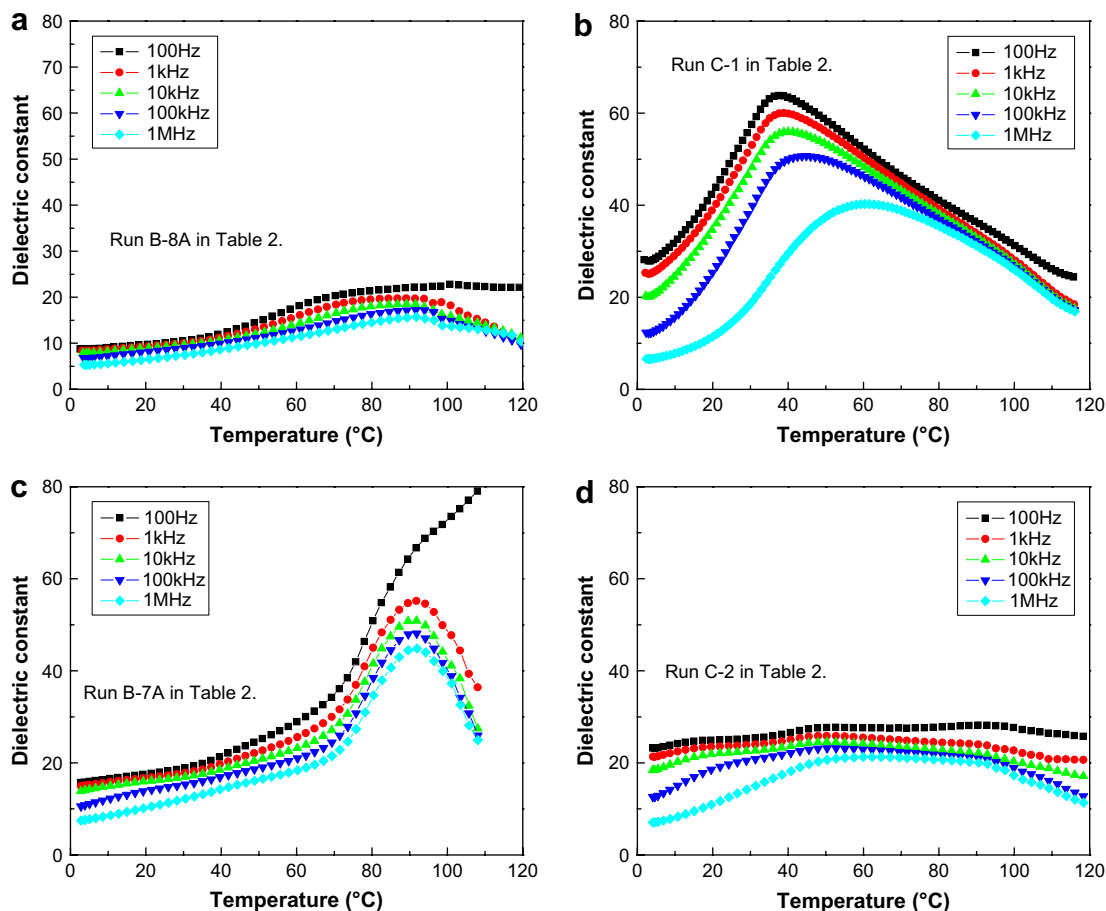 a
80
70
60
50
40
30
20
10
0
Dielectric constant
100Hz
1kHz
10kHz
100kHz
1MHz
Run B-8A in Table 2.
0 20 40 60 80 100 120
Temperature (°C)
b
80
60
40
20
0
Dielectric constant
Run C-1 in Table 2.
100Hz
1kHz
10kHz
100kHz
1MHz
0 20 40 60 80 100 120
Temperature (°C)
c
80
60
40
20
0
Dielectric constant
100Hz
1kHz
10kHz
100kHz
1MHz
Run B-7A in Table 2.
0 20 40 60 80 100 120
Temperature (°C)
d
80
60
40
20
0
Dielectric constant
100Hz
1kHz
10kHz
100kHz
1MHz
Run C-2 in Table 2.
0 20 40 60 80 100 120
Temperature (°C)